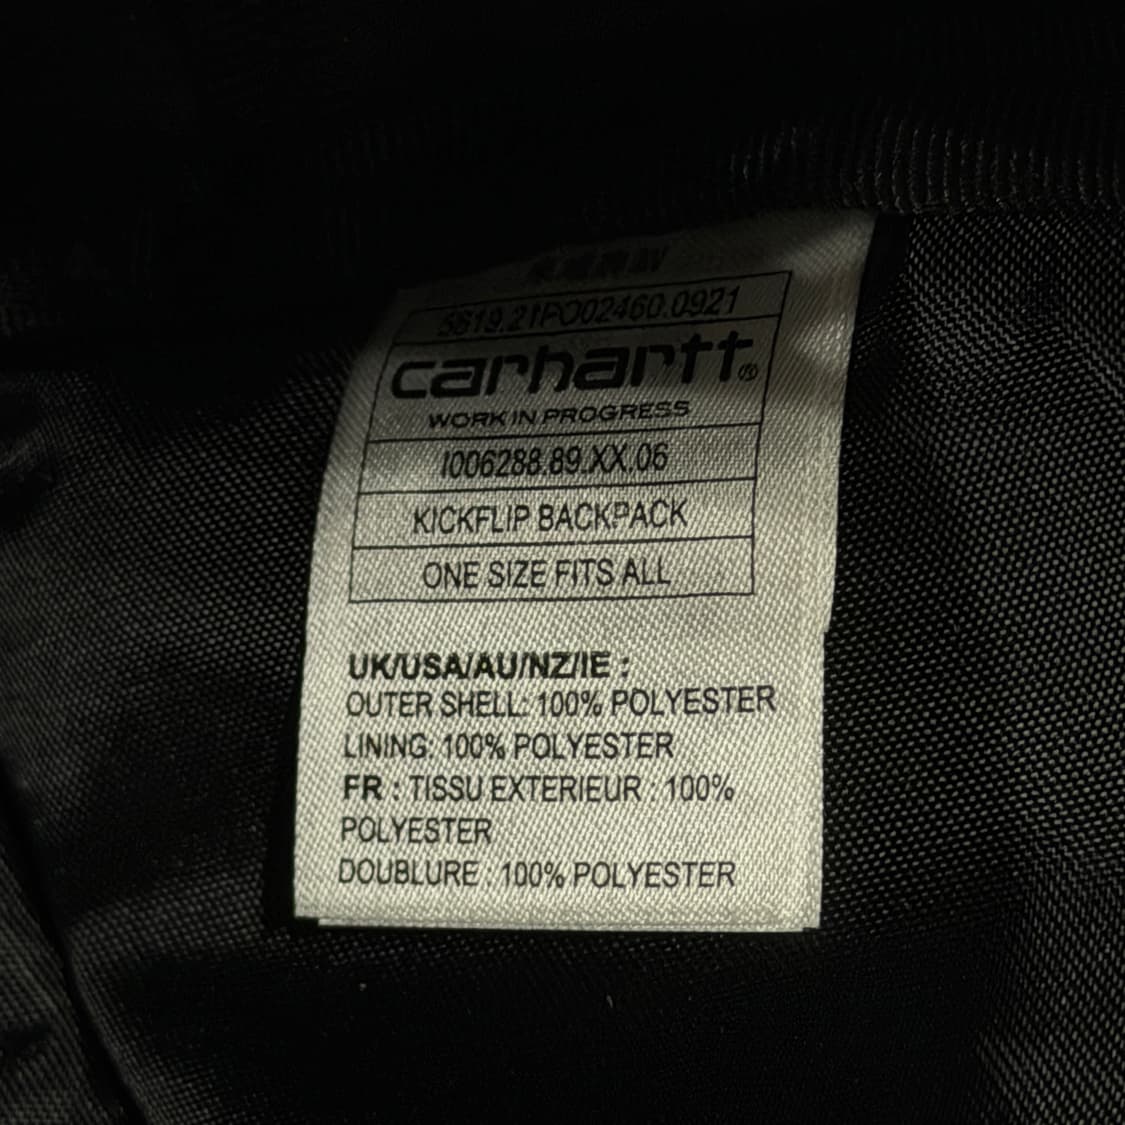 5619.21PO02460.0921
carhartt®
WORK IN PROGRESS
I006288.89.XX.06
KICKFLIP BACKPACK
ONE SIZE FITS ALL
UK/USA/AU/NZ/IE :
OUTER SHELL: 100% POLYESTER
LINING: 100% POLYESTER
FR : TISSU EXTERIEUR : 100%
POLYESTER
DOUBLURE : 100% POLYESTER